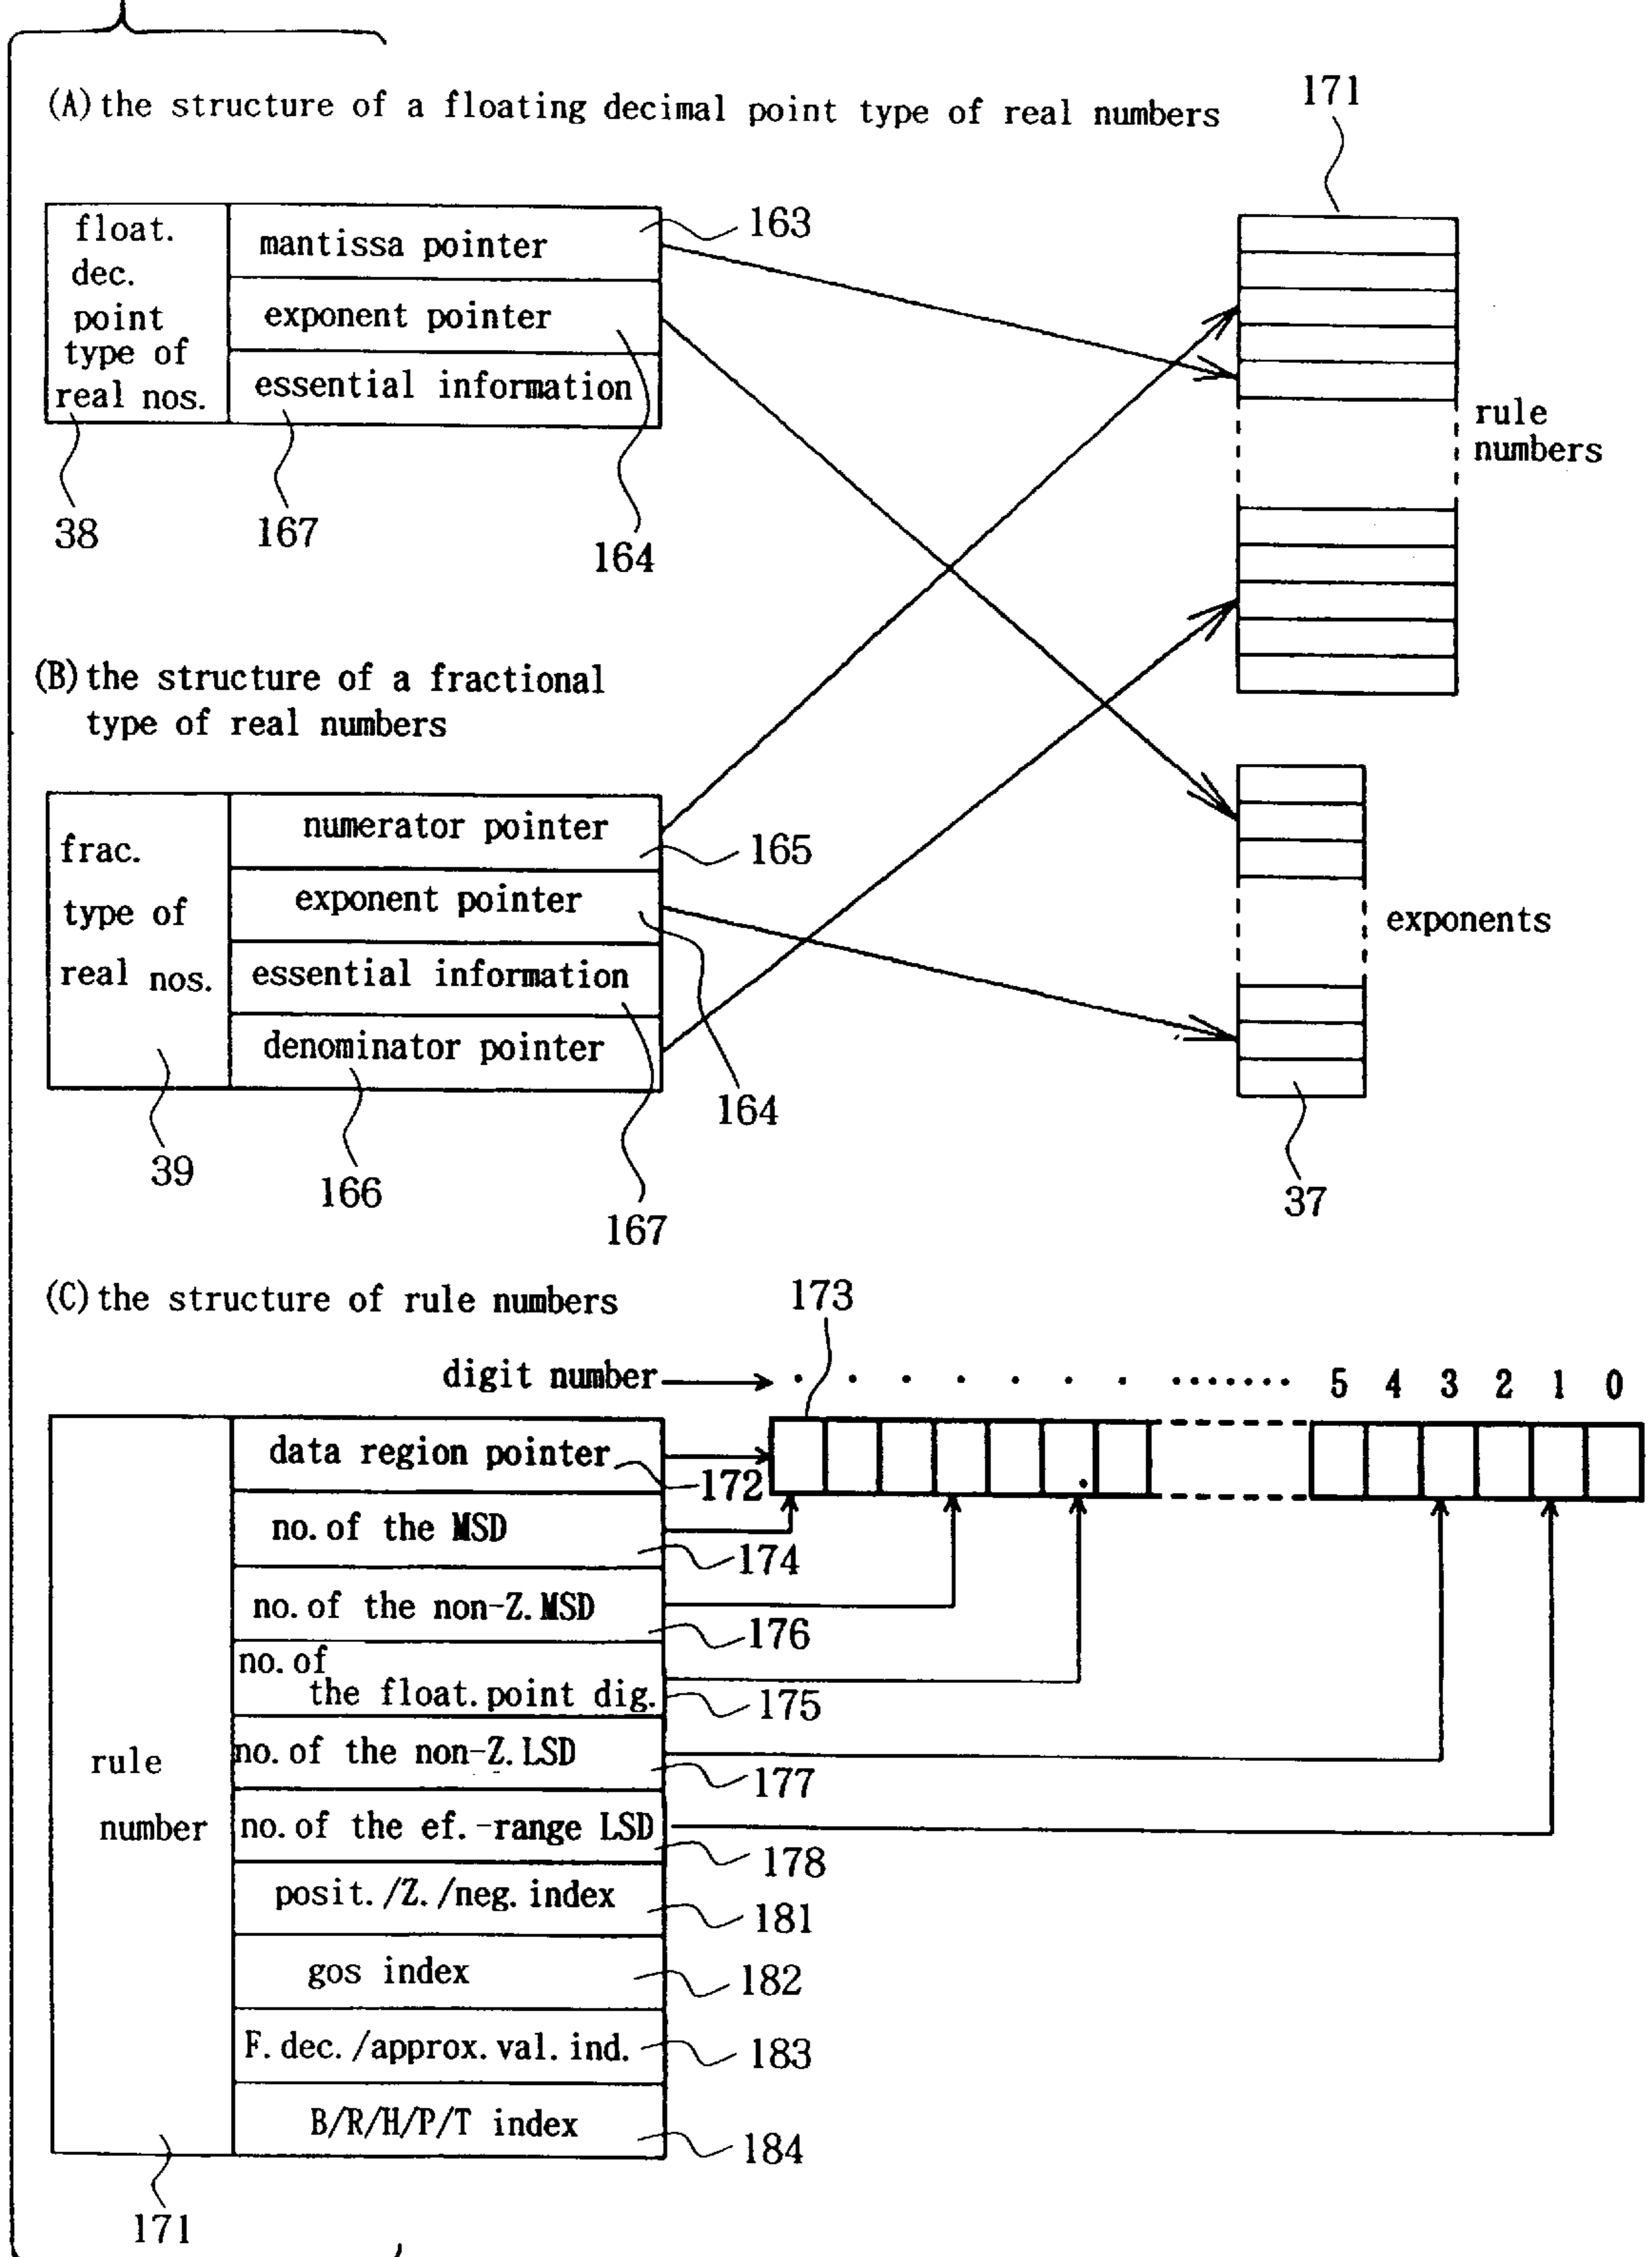 (A) the structure of a floating decimal point type of real numbers
171
float.
dec.
point
type of
real nos.
mantissa pointer
163
exponent pointer
essential information
38
167
164
rule
numbers
(B) the structure of a fractional
type of real numbers
frac.
type of
real nos.
numerator pointer
165
exponent pointer
essential information
denominator pointer
exponents
164
39
166
167
37
(C) the structure of rule numbers
173
digit number
. . . . . . . ........ 5 4 3 2 1 0
rule
number
data region pointer
172
no. of the MSD
174
no. of the non-Z. MSD
176
no. of
the float. point dig.
175
no. of the non-Z. LSD
177
no. of the ef. -range LSD
178
posit. /Z. /neg. index
181
gos index
182
F. dec. /approx. val. ind.
183
B/R/H/P/T index
184
171